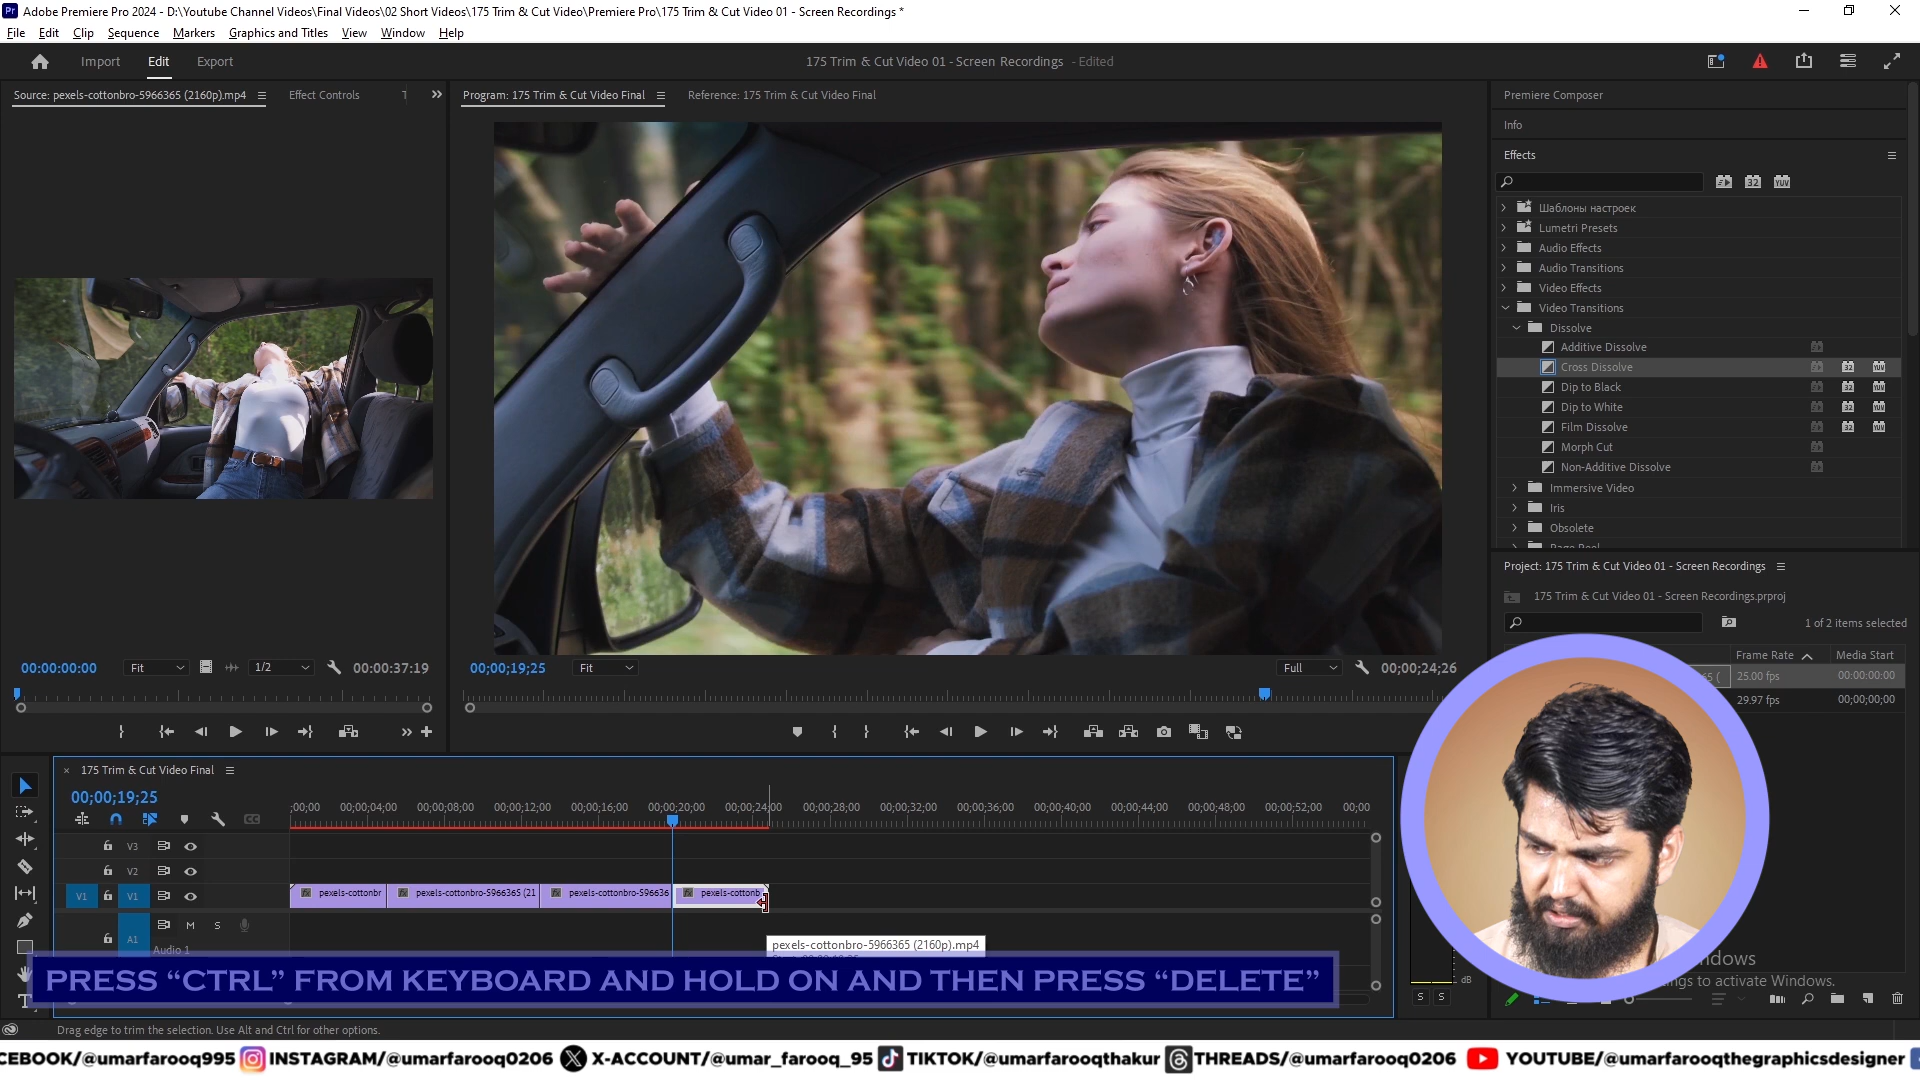 Adobe Premiere Pro 2024 - D:\Youtube Channel Videos\Final Videos\02 Short Videos\175 Trim & Cut Video\Premiere Pro\175 Trim & Cut Video 01 - Screen Recordings *
File Edit Clip Sequence Markers Graphics and Titles View Window Help
Import Edit Export
175 Trim & Cut Video 01 - Screen Recordings - Edited
Source: pexels-cottonbro-5966365 (2160p).mp4
Effect Controls
Program: 175 Trim & Cut Video Final
Reference: 175 Trim & Cut Video Final
Premiere Composer
Info
Effects
Шаблоны настроек
Lumetri Presets
Audio Effects
Audio Transitions
Video Effects
Video Transitions
Dissolve
Additive Dissolve
Cross Dissolve
Dip to Black
Dip to White
Film Dissolve
Morph Cut
Non-Additive Dissolve
Immersive Video
Iris
Obsolete
Page Peel
Project: 175 Trim & Cut Video 01 - Screen Recordings
175 Trim & Cut Video 01 - Screen Recordings.prproj
1 of 2 items selected
Frame Rate Media Start
25.00 fps 00:00:00:00
29.97 fps 00;00;00;00
00:00:00:00 Fit 1/2 00:00:37:19
00;00;19;25 Fit Full 00;00;24;26
175 Trim & Cut Video Final
00;00;19;25
;00;00 00;00;04;00 00;00;08;00 00;00;12;00 00;00;16;00 00;00;20;00 00;00;24;00 00;00;28;00 00;00;32;00 00;00;36;00 00;00;40;00 00;00;44;00 00;00;48;00 00;00;52;00 00;00
V3
V2
V1 V1
pexels-cottonbr pexels-cottonbro-5966365 (21 pexels-cottonbro-596636 pexels-cottonb
A1 M S
Audio 1
pexels-cottonbro-5966365 (2160p).mp4
PRESS “CTRL” FROM KEYBOARD AND HOLD ON AND THEN PRESS “DELETE”
S S dB
ndows
ngs to activate Windows.
Drag edge to trim the selection. Use Alt and Ctrl for other options.
CEBOOK/@umarfarooq995 INSTAGRAM/@umarfarooq0206 X-ACCOUNT/@umar_farooq_95 TIKTOK/@umarfarooqthakur THREADS/@umarfarooq0206 YOUTUBE/@umarfarooqthegraphicsdesigner